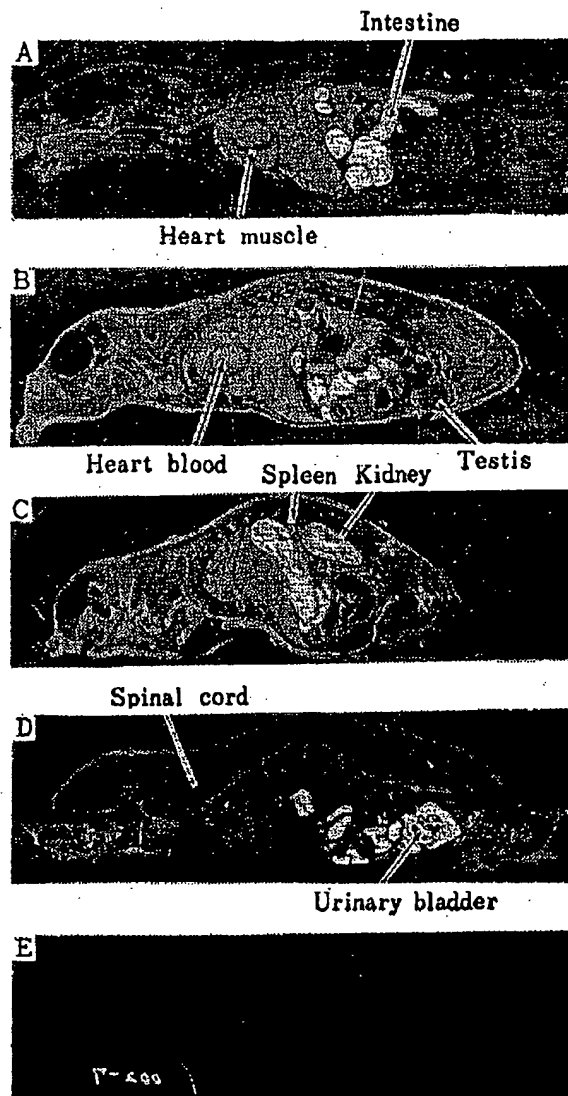 Intestine
A
Heart muscle
B
Heart blood
Testis
Spleen Kidney
C
Spinal cord
D
Urinary bladder
E